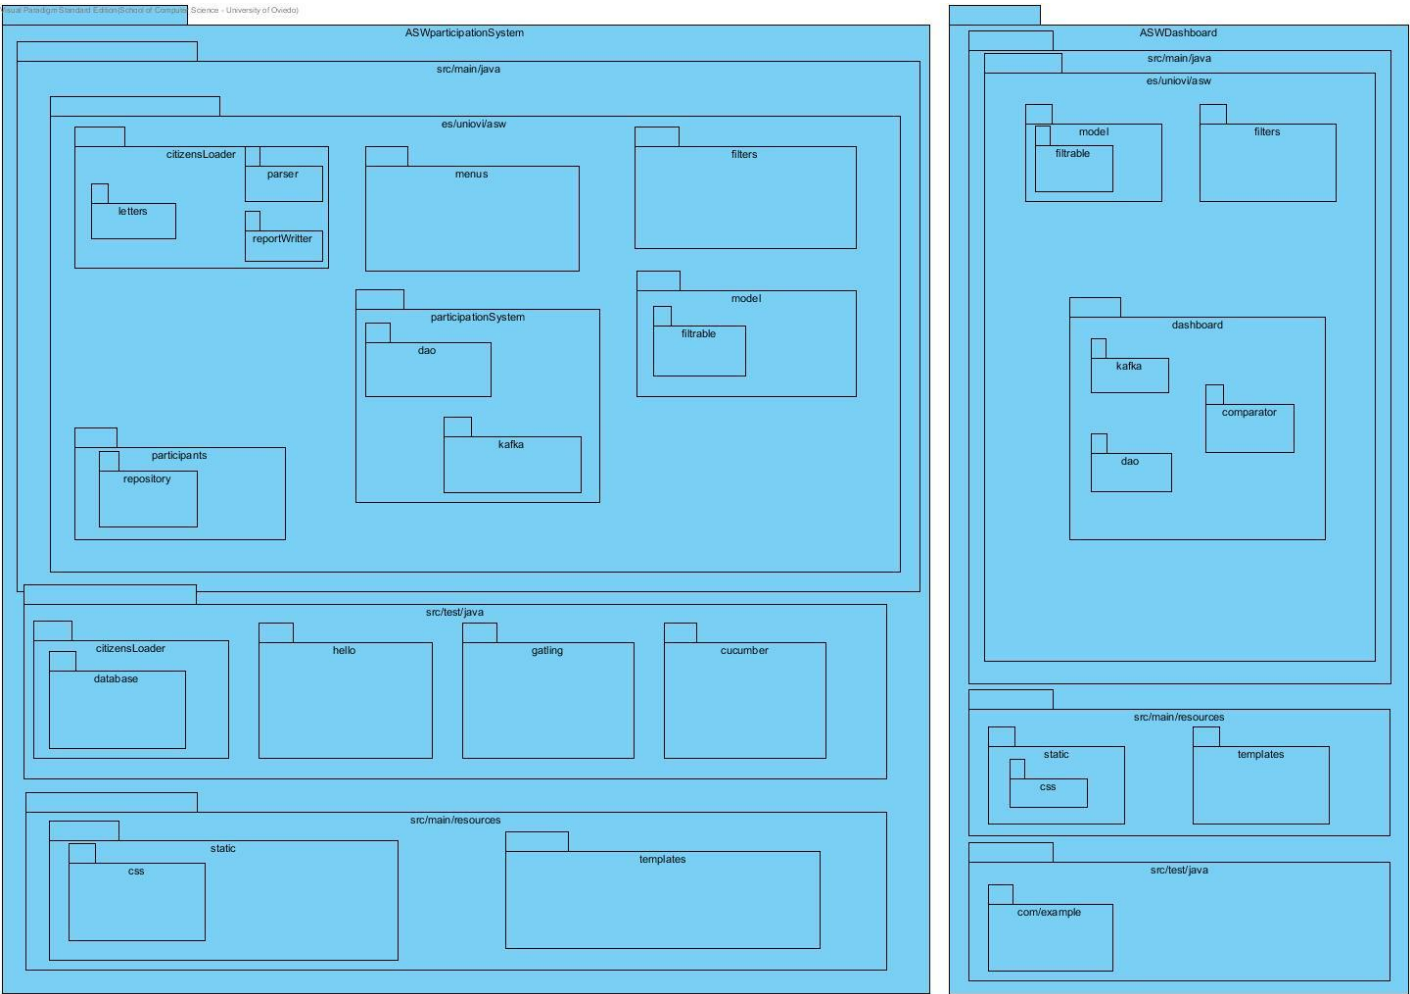 Visual Paradigm Standard Edition(School of Computer Science - University of Oviedo)
ASWparticipationSystem
src/main/java
es/uniovi/asw
citizensLoader
parser
letters
reportWritter
menus
filters
participationSystem
dao
kafka
model
filtrable
participants
repository
src/test/java
citizensLoader
database
hello
gatling
cucumber
src/main/resources
static
css
templates
ASWDashboard
src/main/java
es/uniovi/asw
model
filtrable
filters
dashboard
kafka
comparator
dao
src/main/resources
static
css
templates
src/test/java
com/example